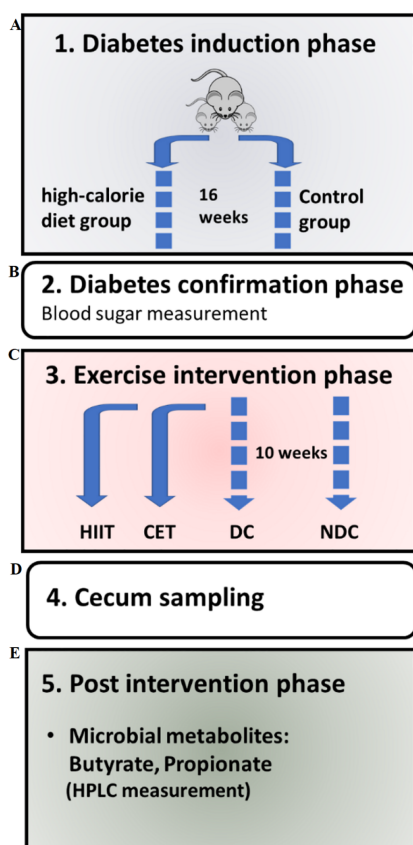 A
1. Diabetes induction phase
high-calorie
diet group
16
weeks
Control
group
B
2. Diabetes confirmation phase
Blood sugar measurement
C
3. Exercise intervention phase
10 weeks
HIIT CET DC NDC
D
4. Cecum sampling
E
5. Post intervention phase
• Microbial metabolites:
Butyrate, Propionate
(HPLC measurement)